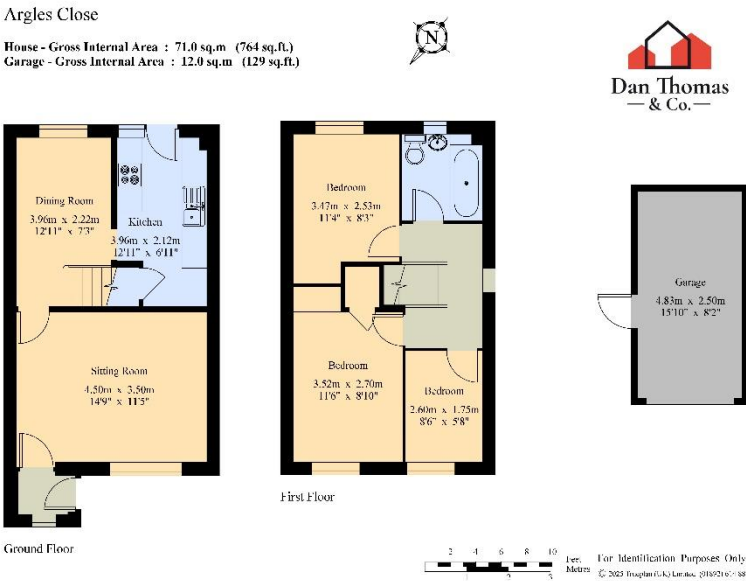 Argles Close
House - Gross Internal Area : 71.0 sq.m (764 sq.ft.)
Garage - Gross Internal Area : 12.0 sq.m (129 sq.ft.)
N
Dan Thomas
& Co.
Dining Room
3.96m x 2.22m
12'11" x 7'3"
Kitchen
3.96m x 2.12m
12'11" x 6'11"
Sitting Room
4.50m x 3.50m
14'9" x 11'5"
Ground Floor
Bedroom
3.47m x 2.53m
11'4" x 8'3"
Bedroom
3.52m x 2.70m
11'6" x 8'10"
Bedroom
2.60m x 1.75m
8'6" x 5'8"
First Floor
Garage
4.83m x 2.50m
15'10" x 8'2"
2 4 6 8 10
Feet
Metres
1 2 3
For Identification Purposes Only
© 2025 (UK) Limited